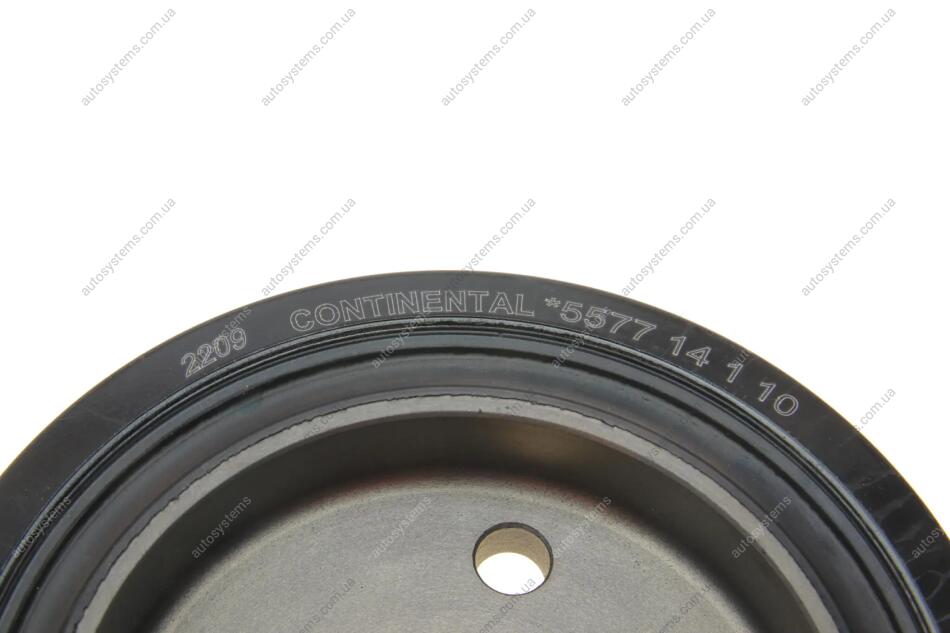 2209 CONTINENTAL *5577 14 1 10
autosystems.com.ua